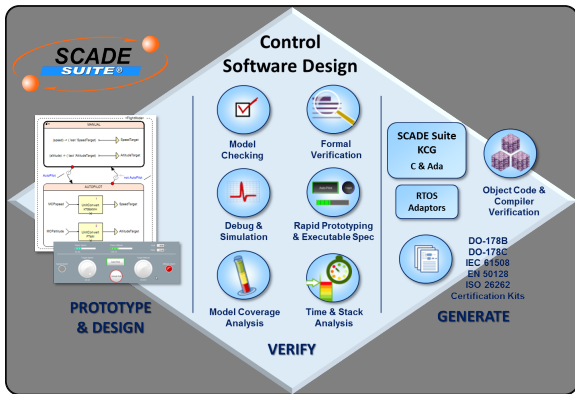 SCADE
SUITE®
Control
Software Design
MANUAL
AUTOPILOT
Model
Checking
Formal
Verification
Debug &
Simulation
Rapid Prototyping
& Executable Spec
Model Coverage
Analysis
Time & Stack
Analysis
SCADE Suite
KCG
C & Ada
RTOS
Adaptors
Object Code &
Compiler
Verification
DO-178B
DO-178C
IEC 61508
EN 50128
ISO 26262
Certification Kits
PROTOTYPE
& DESIGN
VERIFY
GENERATE